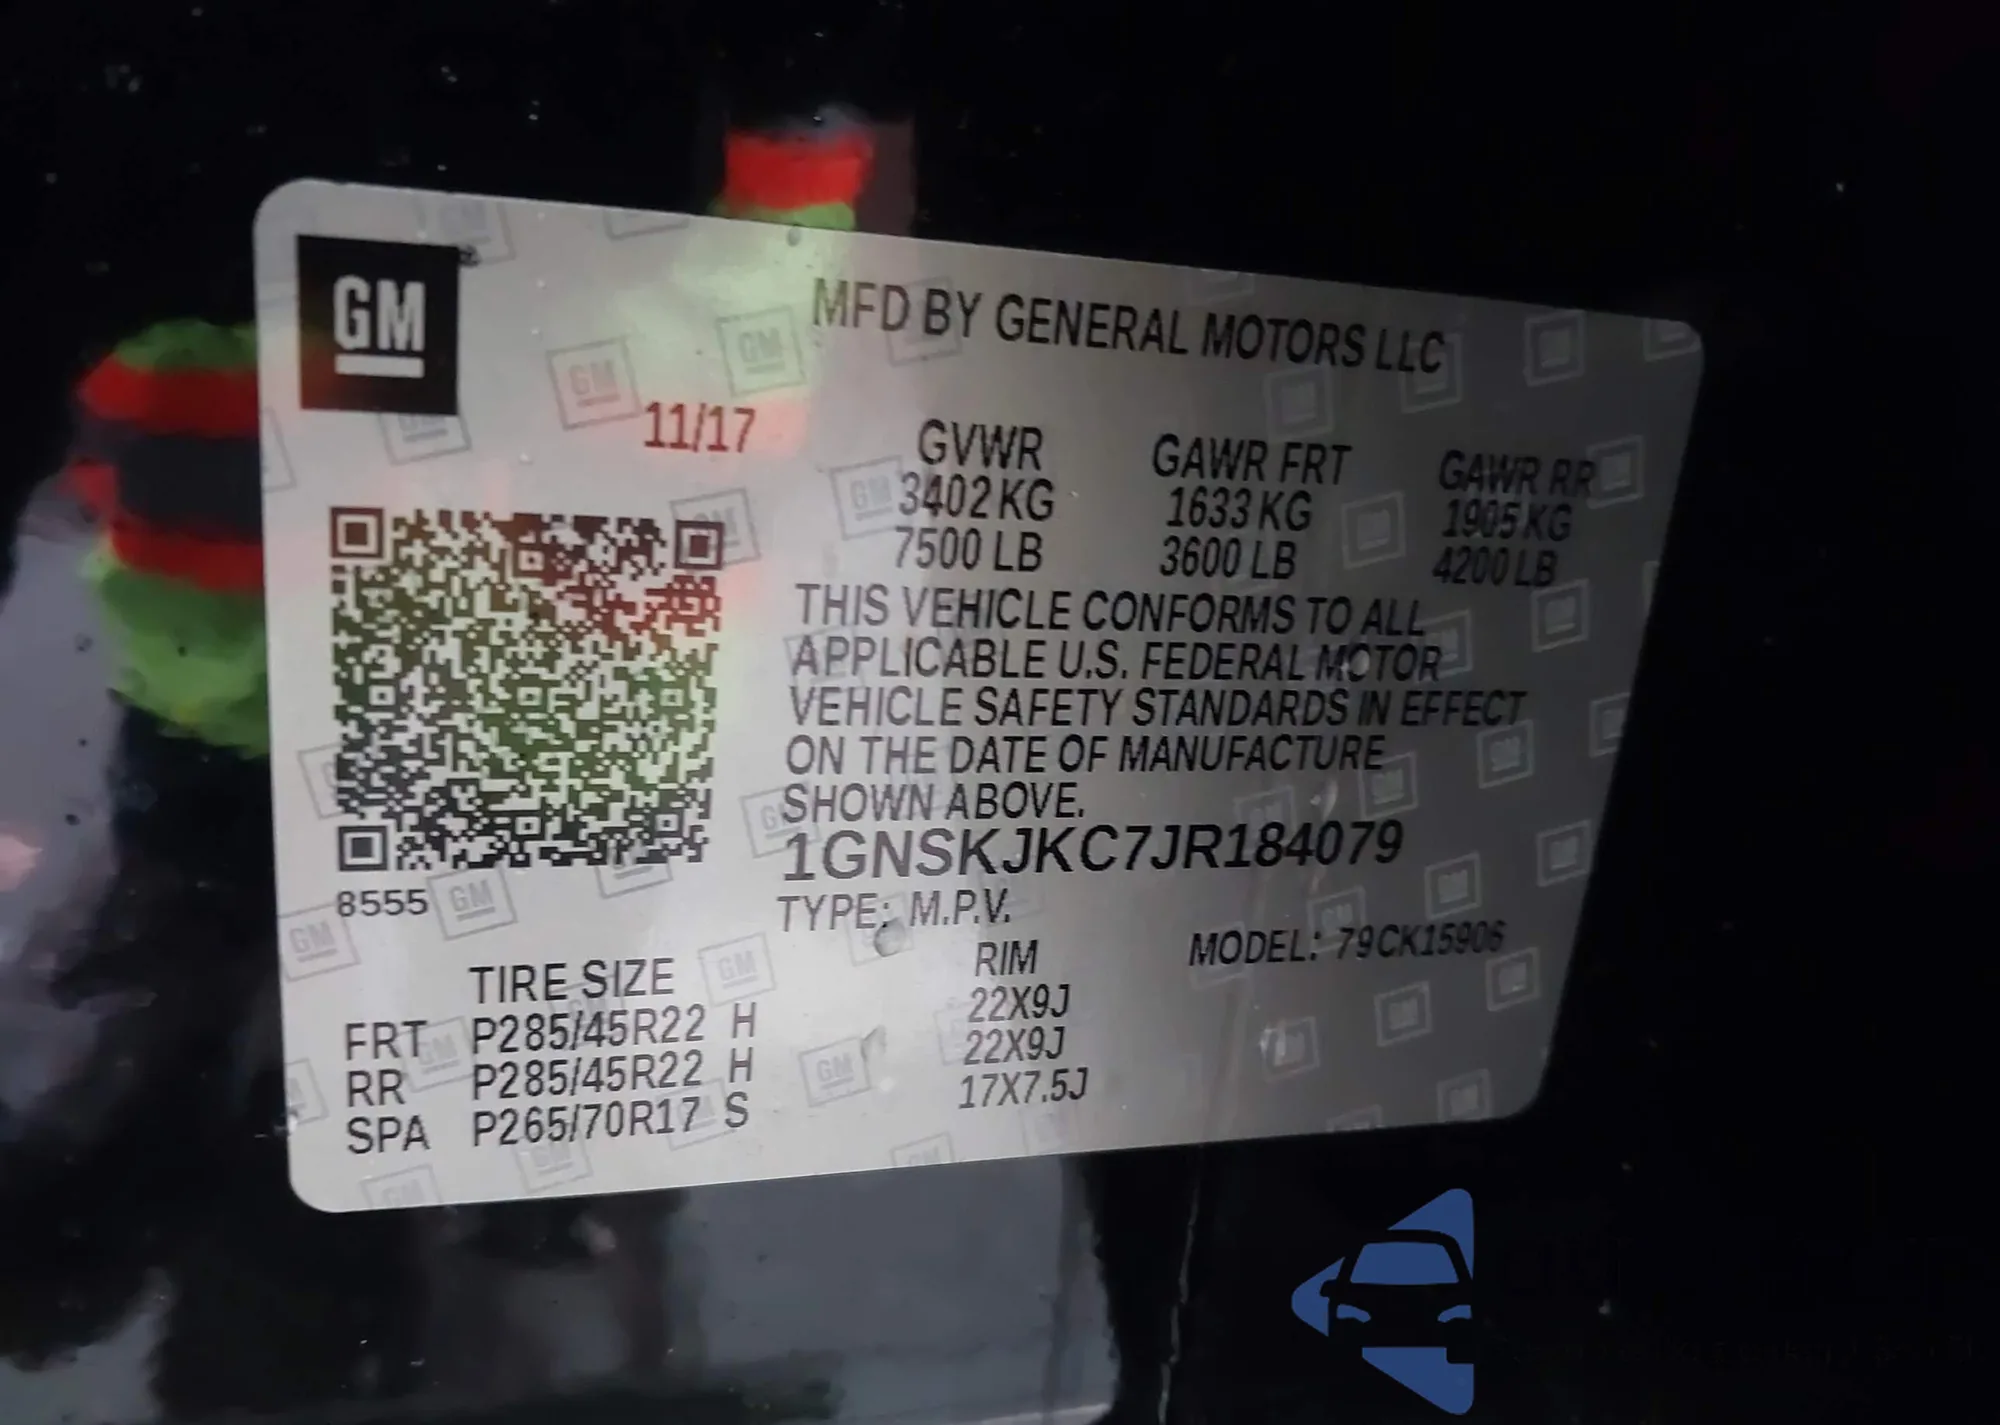 GM
MFD BY GENERAL MOTORS LLC
11/17
GVWR GAWR FRT GAWR RR
3402 KG 1633 KG 1905 KG
7500 LB 3600 LB 4200 LB
THIS VEHICLE CONFORMS TO ALL
APPLICABLE U.S. FEDERAL MOTOR
VEHICLE SAFETY STANDARDS IN EFFECT
ON THE DATE OF MANUFACTURE
SHOWN ABOVE.
1GNSKJKC7JR184079
8555
TYPE: M.P.V.
MODEL: 79CK15906
TIRE SIZE RIM
FRT P285/45R22 H 22X9J
RR P285/45R22 H 22X9J
SPA P265/70R17 S 17X7.5J